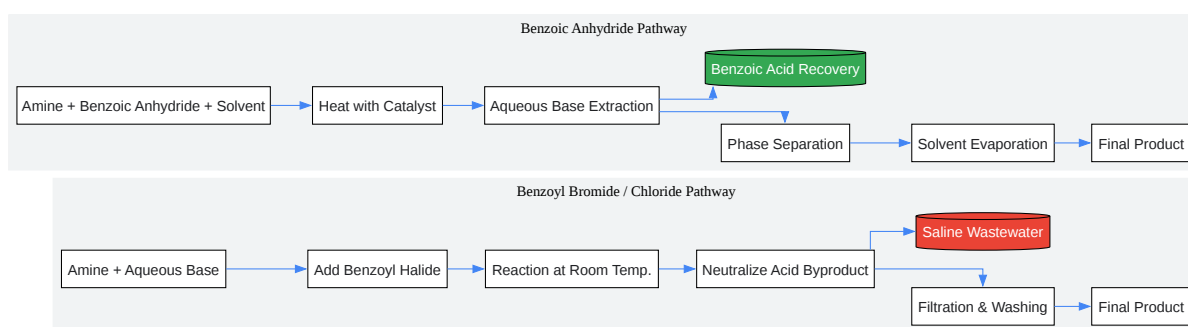 Benzoic Anhydride Pathway
Benzoic Acid Recovery
Amine + Benzoic Anhydride + Solvent
Heat with Catalyst
Aqueous Base Extraction
Phase Separation
Solvent Evaporation
Final Product
Benzoyl Bromide / Chloride Pathway
Saline Wastewater
Amine + Aqueous Base
Add Benzoyl Halide
Reaction at Room Temp.
Neutralize Acid Byproduct
Filtration & Washing
Final Product